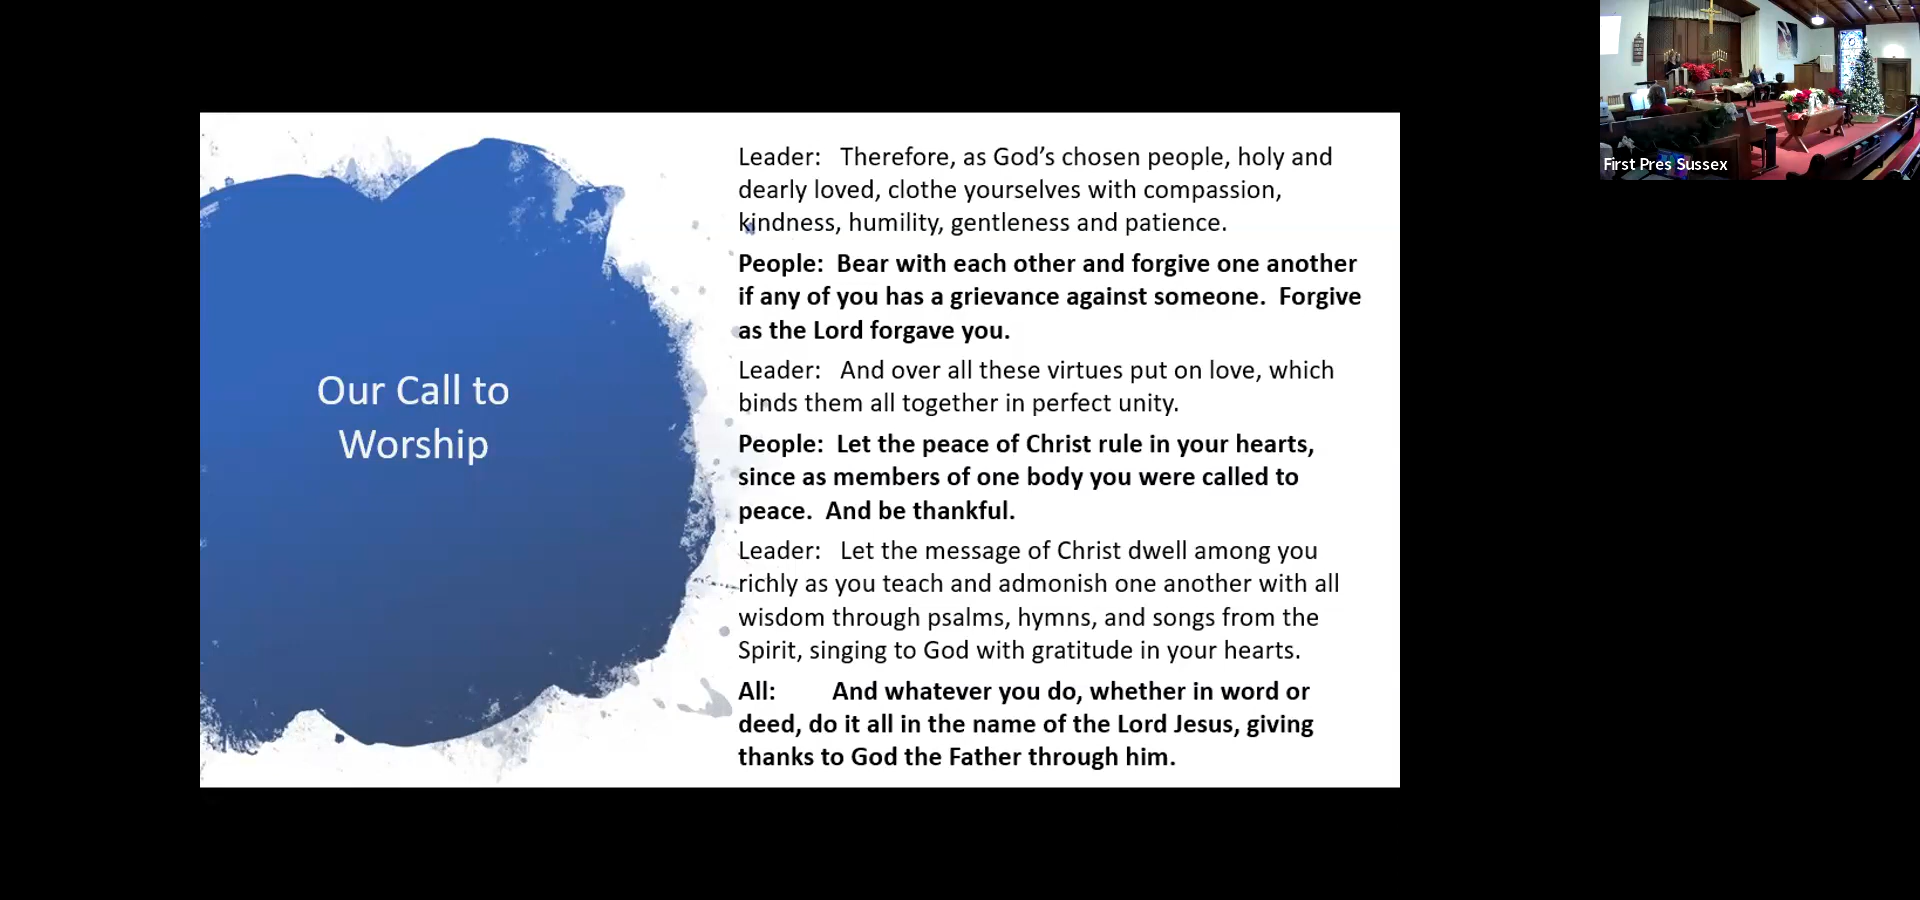 Our Call to
Worship
Leader: Therefore, as God’s chosen people, holy and
dearly loved, clothe yourselves with compassion,
kindness, humility, gentleness and patience.
People: Bear with each other and forgive one another
if any of you has a grievance against someone. Forgive
as the Lord forgave you.
Leader: And over all these virtues put on love, which
binds them all together in perfect unity.
People: Let the peace of Christ rule in your hearts,
since as members of one body you were called to
peace. And be thankful.
Leader: Let the message of Christ dwell among you
richly as you teach and admonish one another with all
wisdom through psalms, hymns, and songs from the
Spirit, singing to God with gratitude in your hearts.
All: And whatever you do, whether in word or
deed, do it all in the name of the Lord Jesus, giving
thanks to God the Father through him.
First Pres Sussex